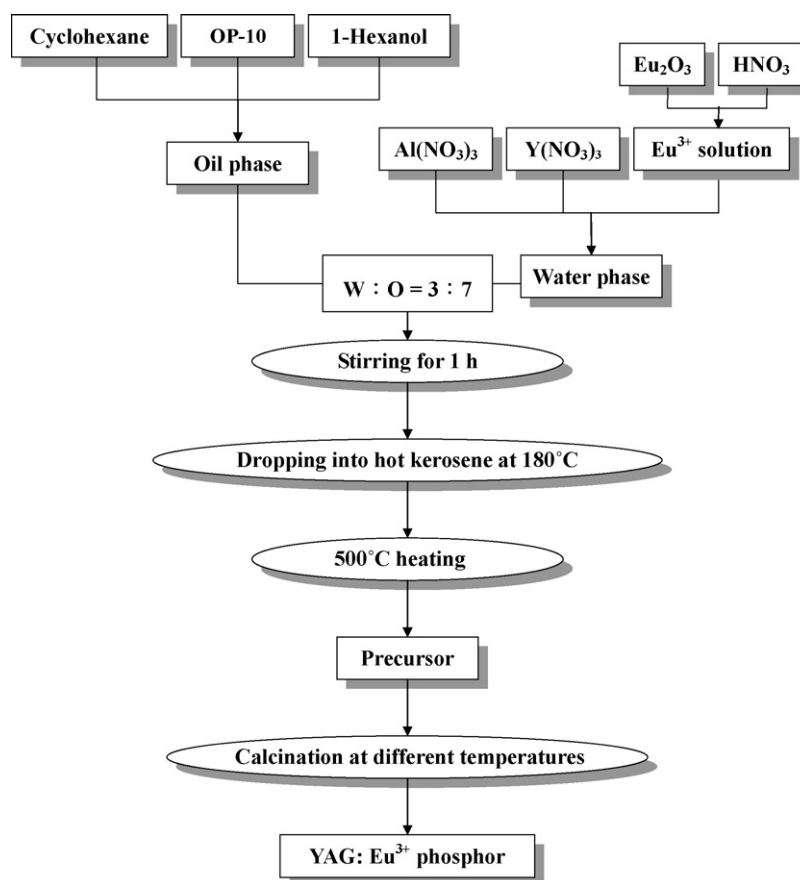 Cyclohexane
OP-10
1-Hexanol
Eu₂O₃
HNO₃
Oil phase
Al(NO₃)₃
Y(NO₃)₃
Eu³⁺ solution
W：O = 3：7
Water phase
Stirring for 1 h
Dropping into hot kerosene at 180°C
500°C heating
Precursor
Calcination at different temperatures
YAG: Eu³⁺ phosphor